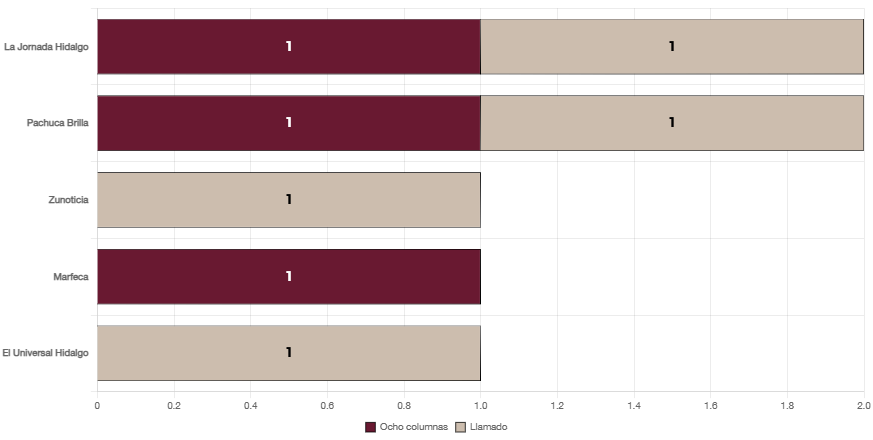 La Jornada Hidalgo 1 1
Pachuca Brilla 1 1
Zunoticia 1
Marfeca 1
El Universal Hidalgo 1
0 0.2 0.4 0.6 0.8 1.0 1.2 1.4 1.6 1.8 2.0
Ocho columnas Llamado